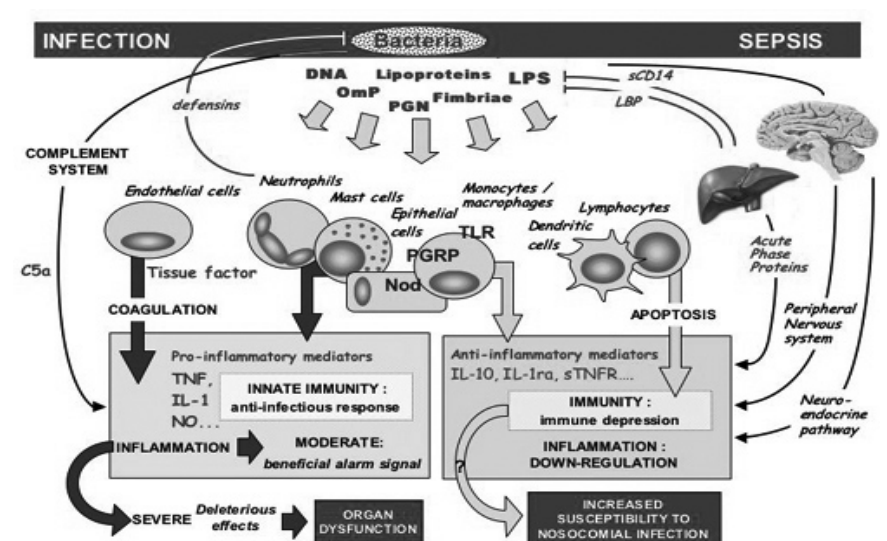 INFECTION
Bacteria
SEPSIS
DNA
Lipoproteins
LPS
OmP
Fimbriae
PGN
sCD14
LBP
defensins
COMPLEMENT
SYSTEM
Endothelial cells
Neutrophils
Mast cells
Epithelial
cells
Monocytes /
macrophages
TLR
PGRP
Nod
Lymphocytes
Dendritic
cells
Acute
Phase
Proteins
C5a
Tissue factor
COAGULATION
APOPTOSIS
Peripheral
Nervous
system
Pro-inflammatory mediators
TNF,
IL-1
NO...
INNATE IMMUNITY :
anti-infectious response
INFLAMMATION
MODERATE:
beneficial alarm signal
Anti-inflammatory mediators
IL-10, IL-1ra, sTNFR....
IMMUNITY :
immune depression
INFLAMMATION :
DOWN-REGULATION
Neuro-
endocrine
pathway
?
SEVERE
Deleterious
effects
ORGAN
DYSFUNCTION
INCREASED
SUSCEPTIBILITY TO
NOSOCOMIAL INFECTION